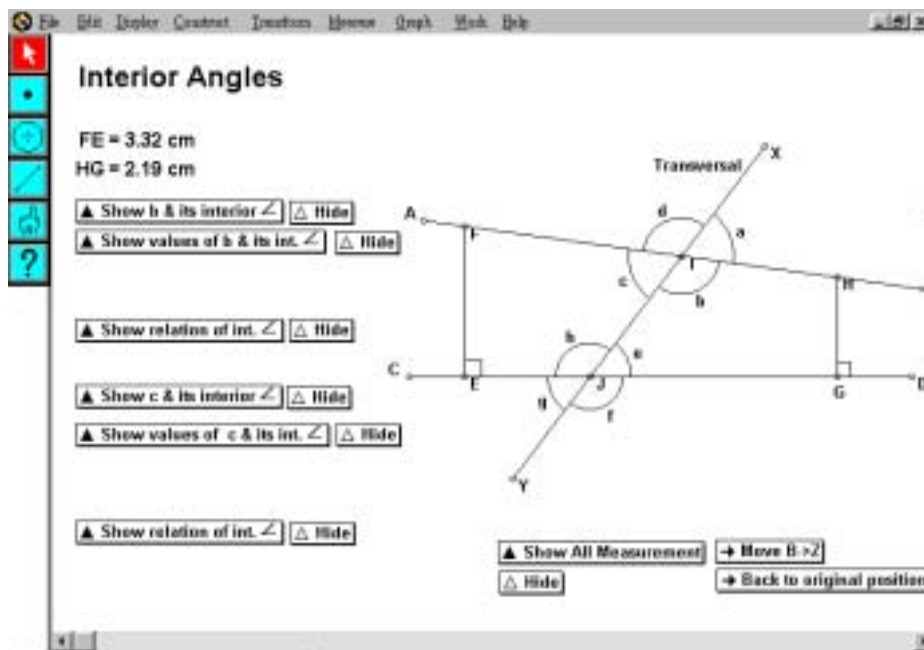 File Edit Display Construct Transform Measure Graph Work Help
Interior Angles
FE = 3.32 cm
HG = 2.19 cm
▲ Show b & its interior ∠ △ Hide
▲ Show values of b & its int. ∠ △ Hide
▲ Show relation of int. ∠ △ Hide
▲ Show c & its interior ∠ △ Hide
▲ Show values of c & its int. ∠ △ Hide
▲ Show relation of int. ∠ △ Hide
X
Transversal
A
d
a
F
I
c
b
H
h
e
C
E
J
G
D
g
f
Y
▲ Show All Measurement
→ Move B->Z
△ Hide
→ Back to original position